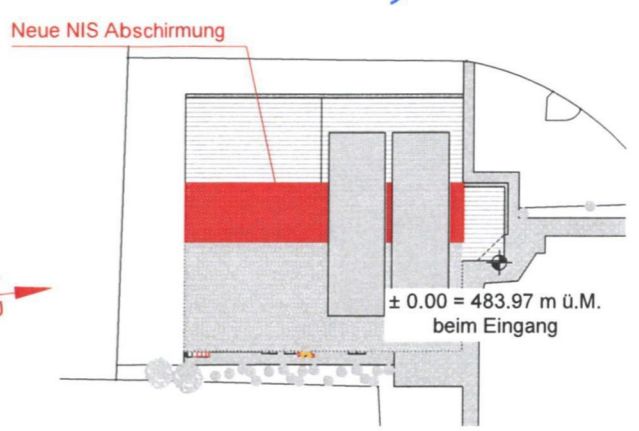 Neue NIS Abschirmung
± 0.00 = 483.97 m ü.M.
beim Eingang